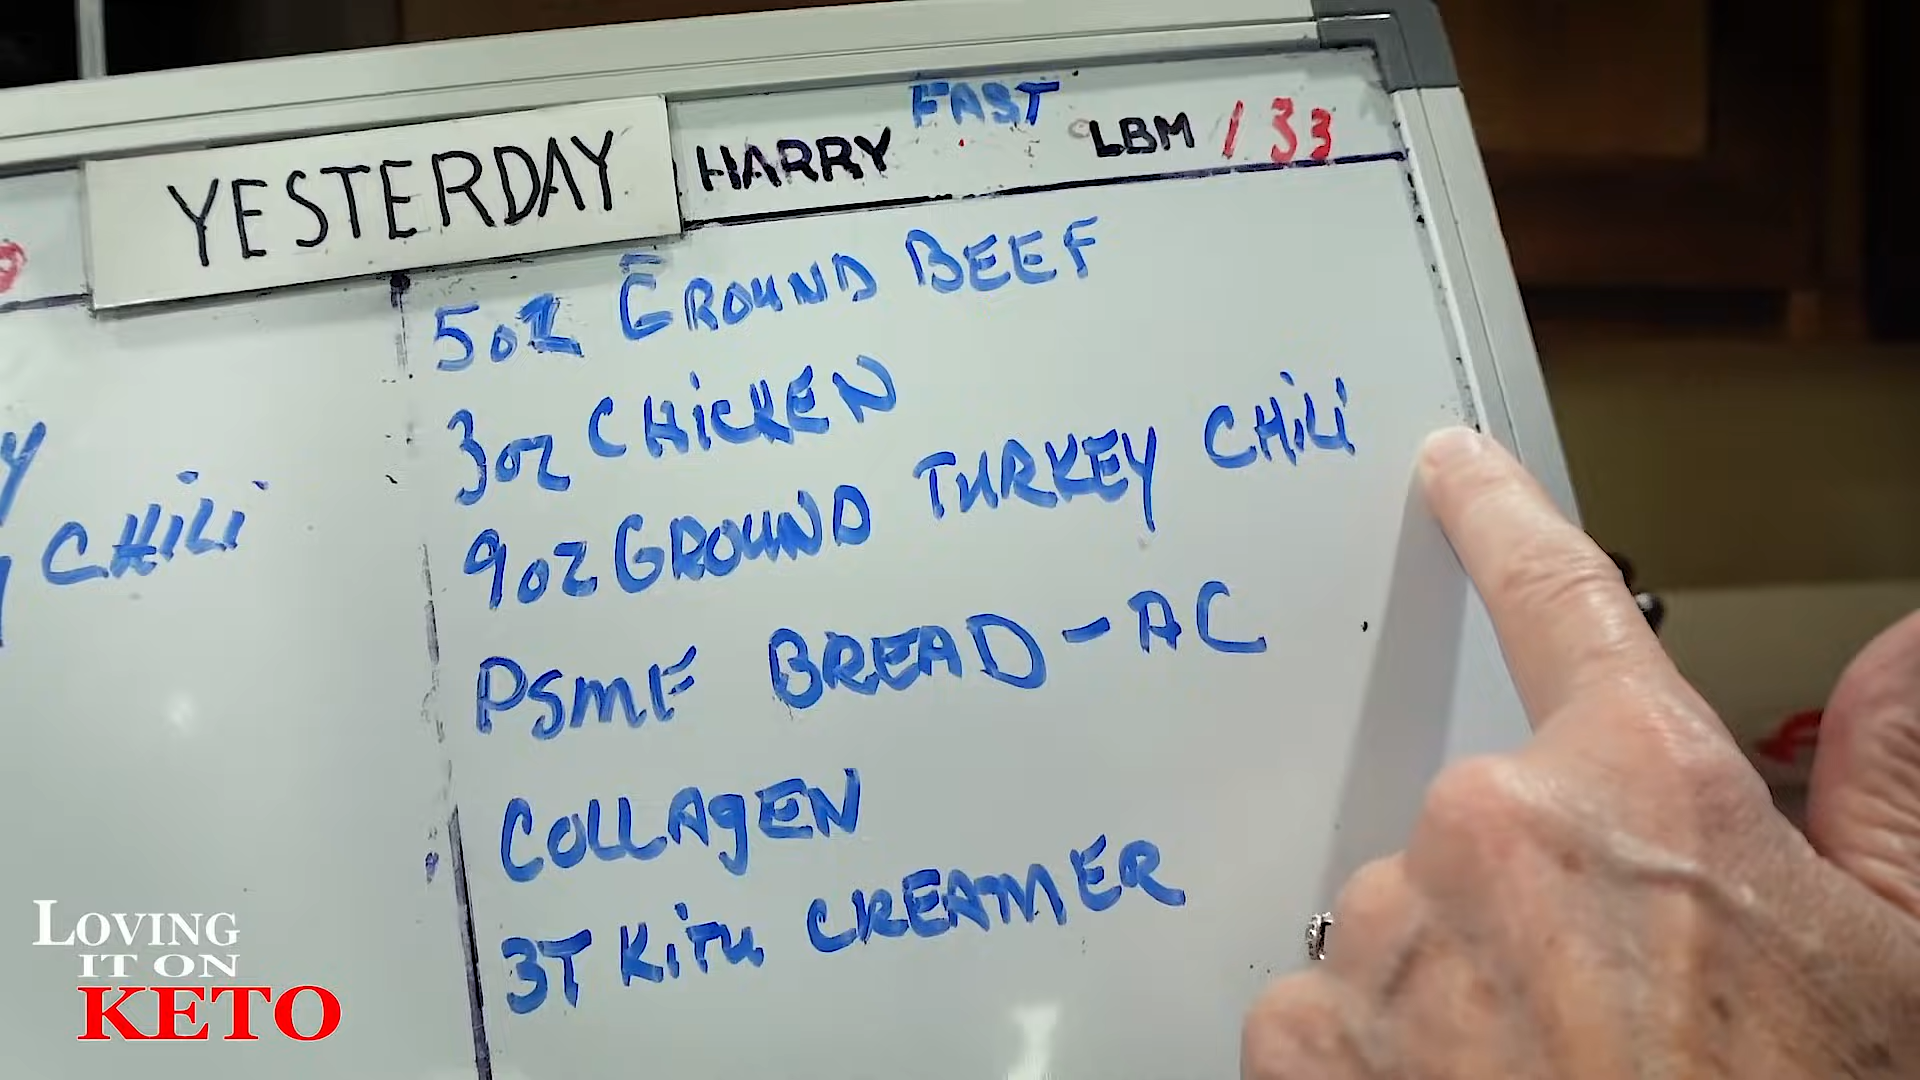 FAST
YESTERDAY HARRY LBM 133
5oz GROUND BEEF
3oz CHICKEN
CHILI
9oz GROUND TURKEY CHILI
PSMF BREAD - AC
COLLAGEN
3T KITU CREAMER
LOVING
IT ON
KETO